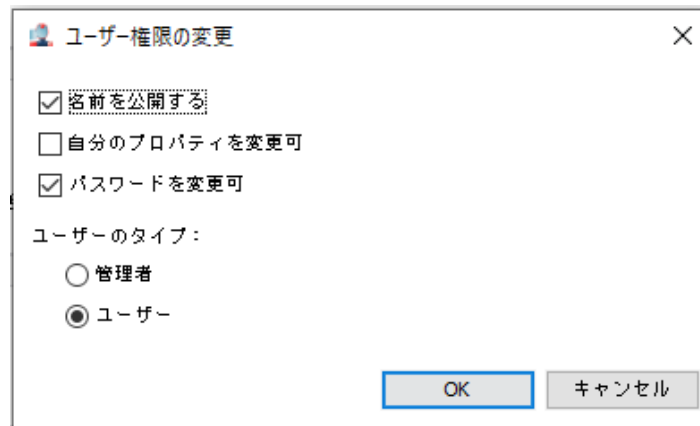 ユーザー権限の変更
名前を公開する
自分のプロパティを変更可
パスワードを変更可
ユーザーのタイプ：
管理者
ユーザー
OK キャンセル